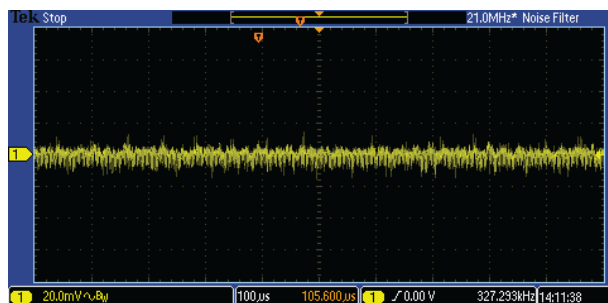 Tek Stop 21.0MHz* Noise Filter
T
T
1
1 20.0mV∿BW 100µs 105.600µs 1 ∫ 0.00 V 327.293kHz 14:11:38